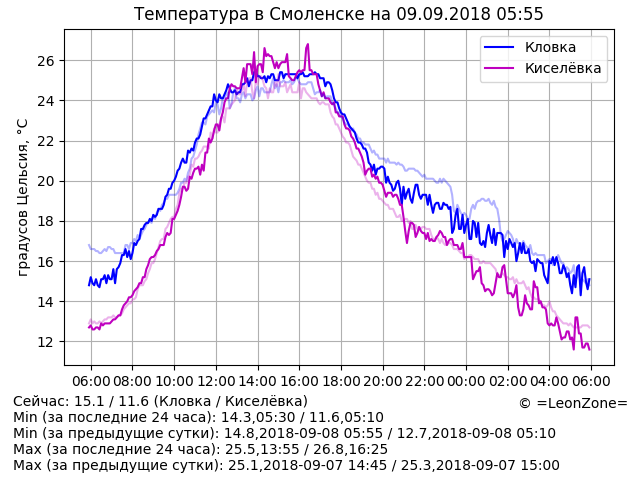 Температура в Смоленске на 09.09.2018 05:55
Кловка
Киселёвка
градусов Цельсия, °C
26
24
22
20
18
16
14
12
06:00 08:00 10:00 12:00 14:00 16:00 18:00 20:00 22:00 00:00 02:00 04:00 06:00
Сейчас: 15.1 / 11.6 (Кловка / Киселёвка)
© =LeonZone=
Min (за последние 24 часа): 14.3,05:30 / 11.6,05:10
Min (за предыдущие сутки): 14.8,2018-09-08 05:55 / 12.7,2018-09-08 05:10
Max (за последние 24 часа): 25.5,13:55 / 26.8,16:25
Max (за предыдущие сутки): 25.1,2018-09-07 14:45 / 25.3,2018-09-07 15:00